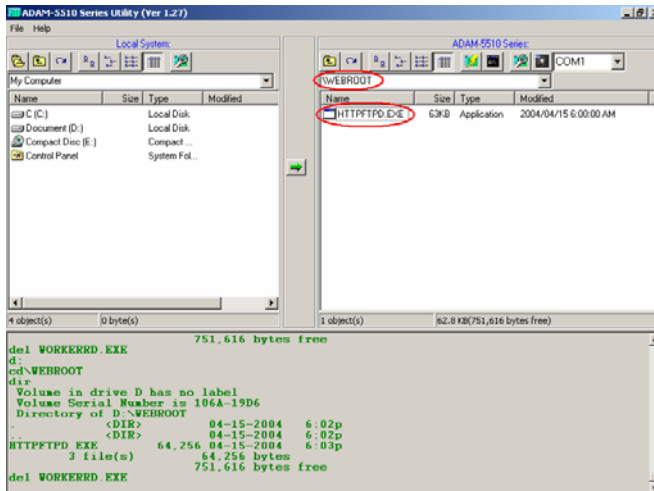 ADAM-5510 Series Utility (Ver 1.27)
File Help
Local System:
ADAM-5510 Series:
COM1
My Computer
\WEBROOT
Name Size Type Modified
Name Size Type Modified
C (C:) Local Disk
Document (D:) Local Disk
Compact Disc (E:) Compact ...
Control Panel System Fol...
HTTPFTPD.EXE 63KB Application 2004/04/15 6:00:00 AM
4 object(s) 0 byte(s)
1 object(s) 62.8 KB(751,616 bytes free)
751,616 bytes free
del WORKERRD.EXE
d:
cd\WEBROOT
dir
Volume in drive D has no label
Volume Serial Number is 106A-19D6
Directory of D:\WEBROOT
. <DIR> 04-15-2004 6:02p
.. <DIR> 04-15-2004 6:02p
HTTPFTPD EXE 64,256 04-15-2004 6:03p
3 file(s) 64,256 bytes
751,616 bytes free
del WORKERRD.EXE